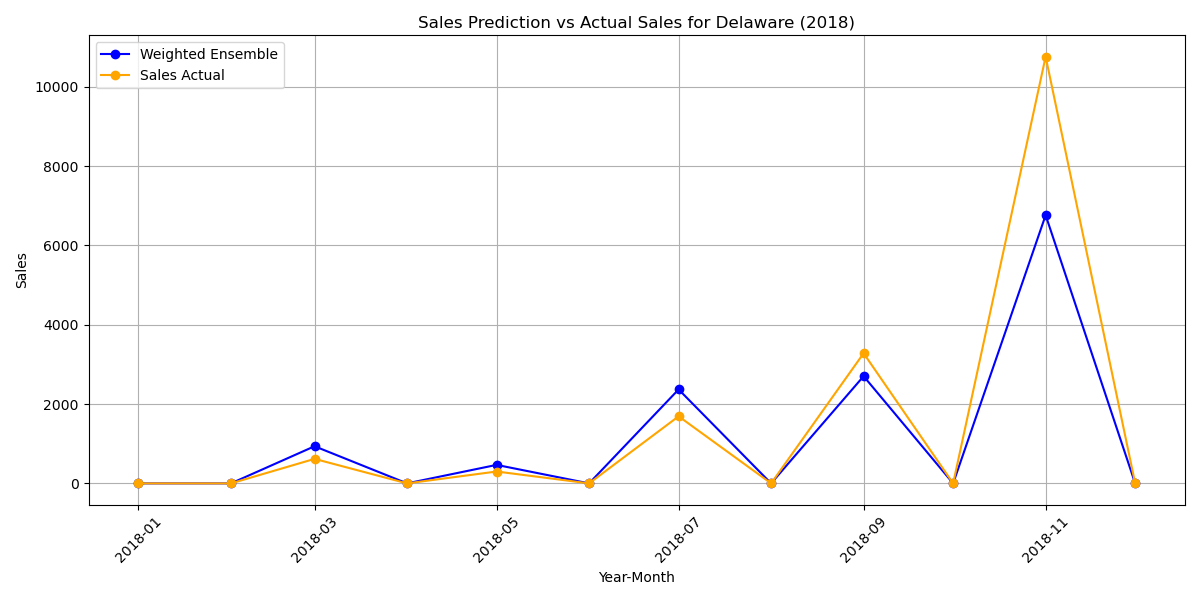 Sales Prediction vs Actual Sales for Delaware (2018)
Weighted Ensemble
Sales Actual
10000
8000
6000
4000
2000
0
Sales
2018-01
2018-03
2018-05
2018-07
2018-09
2018-11
Year-Month